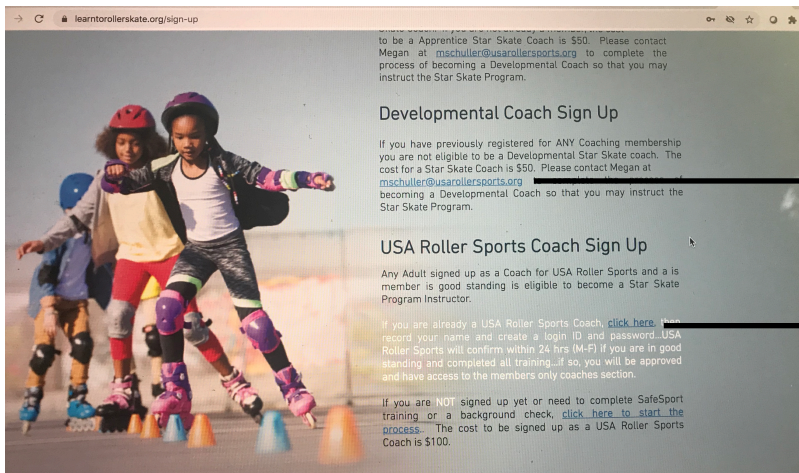 learntorollerskate.org/sign-up
to be a Apprentice Star Skate Coach is $50. Please contact
Megan at mschuller@usarollersports.org to complete the
process of becoming a Developmental Coach so that you may
instruct the Star Skate Program.
Developmental Coach Sign Up
If you have previously registered for ANY Coaching membership
you are not eligible to be a Developmental Star Skate coach. The
cost for a Star Skate Coach is $50. Please contact Megan at
mschuller@usarollersports.org
becoming a Developmental Coach so that you may instruct the
Star Skate Program.
USA Roller Sports Coach Sign Up
Any Adult signed up as a Coach for USA Roller Sports and a is
member is good standing is eligible to become a Star Skate
Program Instructor.
If you are already a USA Roller Sports Coach, click here, then
record your name and create a login ID and password...USA
Roller Sports will confirm within 24 hrs (M-F) if you are in good
standing and completed all training...if so, you will be approved
and have access to the members only coaches section.
If you are NOT signed up yet or need to complete SafeSport
training or a background check, click here to start the
process.. The cost to be signed up as a USA Roller Sports
Coach is $100.